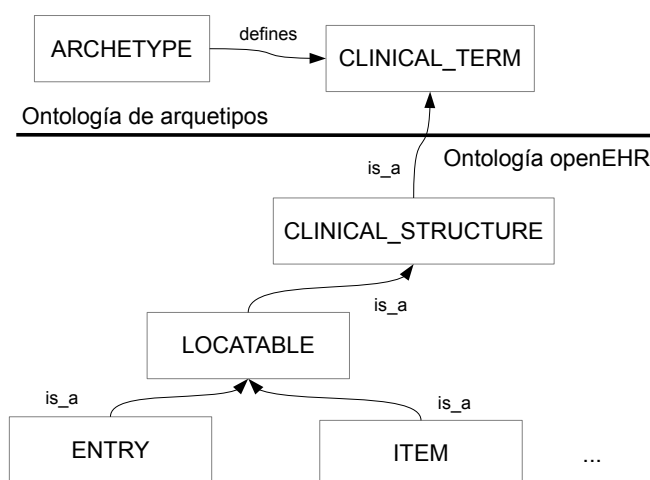 defines
ARCHETYPE
CLINICAL_TERM
Ontología de arquetipos
Ontología openEHR
is_a
CLINICAL_STRUCTURE
is_a
LOCATABLE
is_a
is_a
ENTRY
ITEM
...